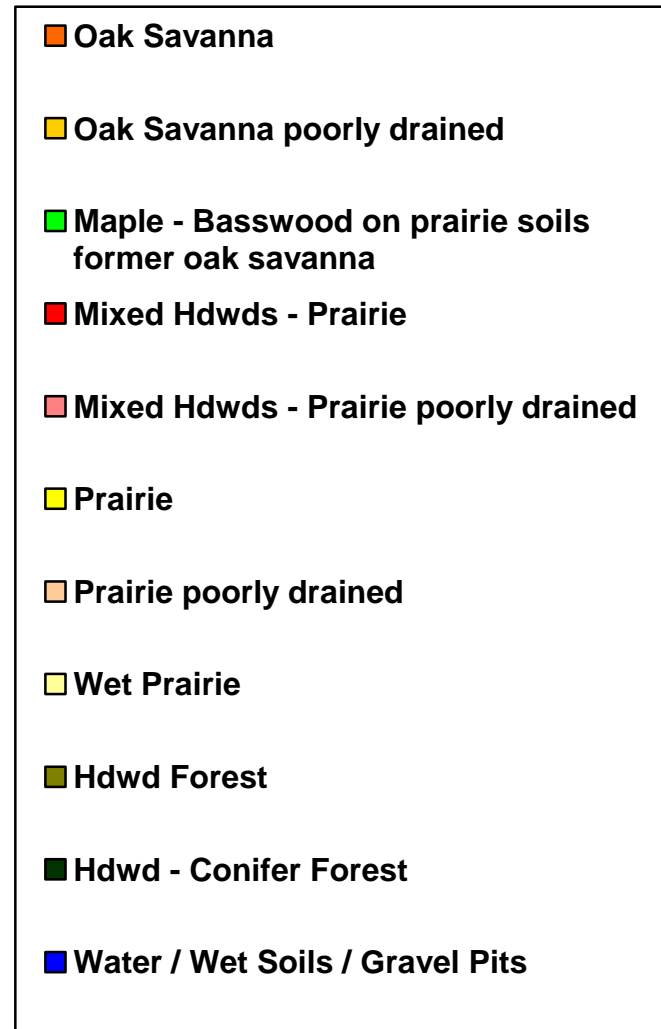 Oak Savanna
Oak Savanna poorly drained
Maple - Basswood on prairie soils
former oak savanna
Mixed Hdwds - Prairie
Mixed Hdwds - Prairie poorly drained
Prairie
Prairie poorly drained
Wet Prairie
Hdwd Forest
Hdwd - Conifer Forest
Water / Wet Soils / Gravel Pits